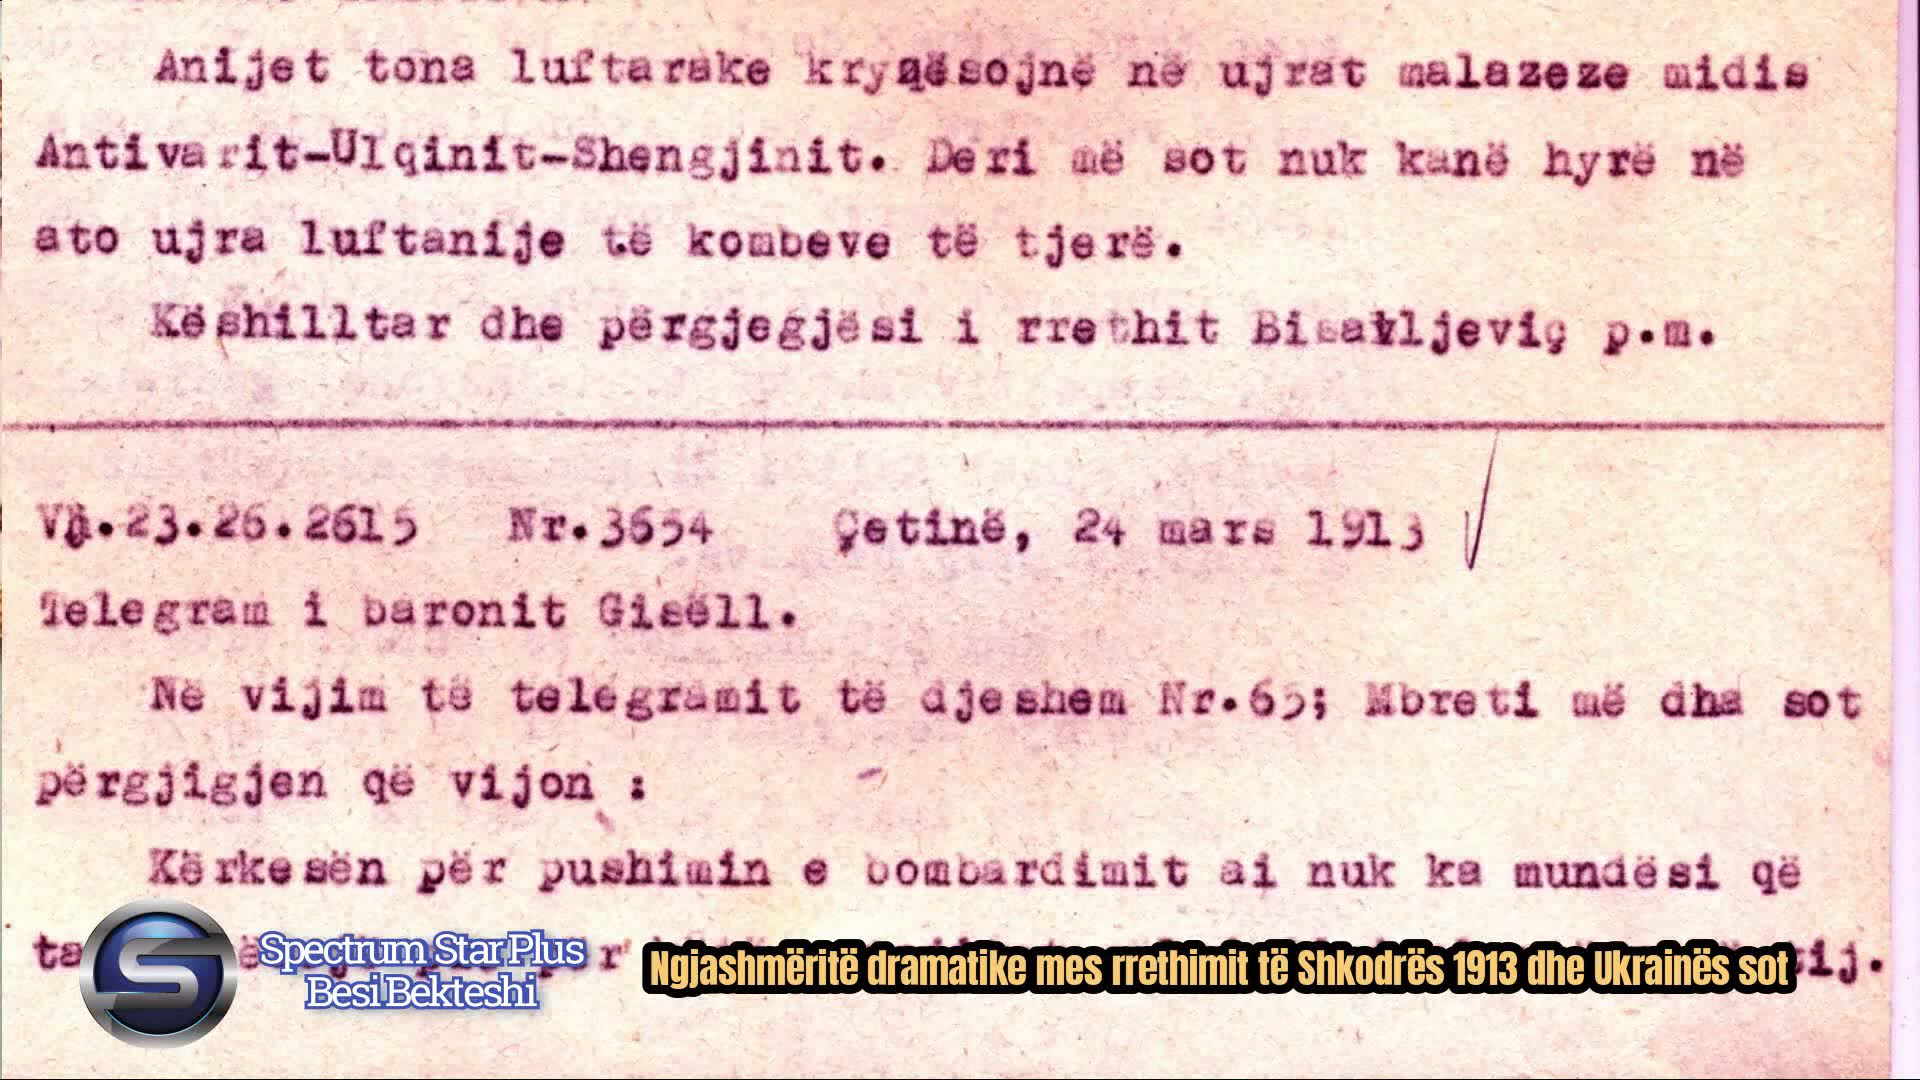 Anijet tona luftarake kryqësojnë në ujrat malazeze midis
Antivarit-Ulqinit-Shengjinit. Deri më sot nuk kanë hyrë në
ato ujra luftanije të kombeve të tjerë.
Këshilltar dhe përgjegjësi i rrethit p.m.
Vh.23.26.2615 Nr.3654 Çetinë, 24 mars 1913
Telegram i baronit Gisëll.
Në vijim të telegramit të djeshem Nr.65; Mbreti më dha sot
përgjigjen që vijon :
Kërkesën për pushimin e bombardimit ai nuk ka mundësi që
Spectrum Star Plus
Besi Bekteshi
Ngjashmëritë dramatike mes rrethimit të Shkodrës 1913 dhe Ukrainës sot